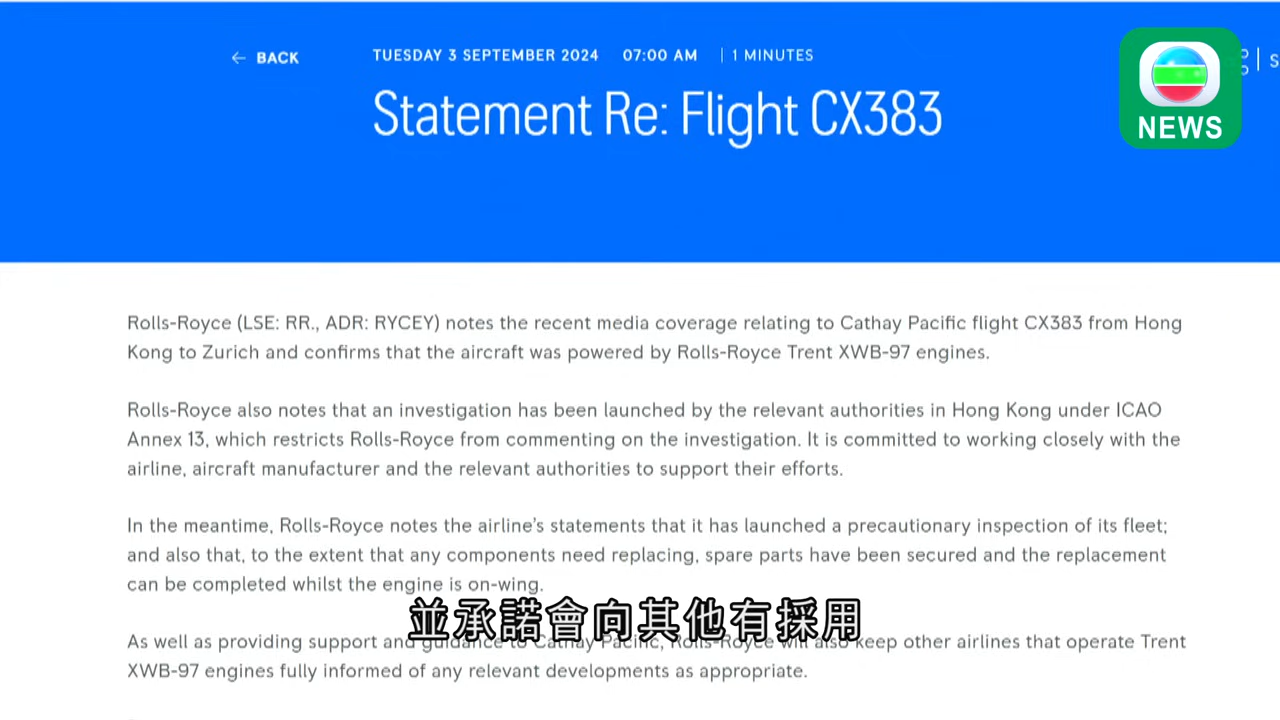 ← BACK
TUESDAY 3 SEPTEMBER 2024 07:00 AM | 1 MINUTES
Statement Re: Flight CX383
NEWS
S
Rolls-Royce (LSE: RR., ADR: RYCEY) notes the recent media coverage relating to Cathay Pacific flight CX383 from Hong
Kong to Zurich and confirms that the aircraft was powered by Rolls-Royce Trent XWB-97 engines.
Rolls-Royce also notes that an investigation has been launched by the relevant authorities in Hong Kong under ICAO
Annex 13, which restricts Rolls-Royce from commenting on the investigation. It is committed to working closely with the
airline, aircraft manufacturer and the relevant authorities to support their efforts.
In the meantime, Rolls-Royce notes the airline's statements that it has launched a precautionary inspection of its fleet;
and also that, to the extent that any components need replacing, spare parts have been secured and the replacement
can be completed whilst the engine is on-wing.
並承諾會向其他有採用
As well as providing support and guidance to Cathay Pacific, Rolls-Royce will also keep other airlines that operate Trent
XWB-97 engines fully informed of any relevant developments as appropriate.